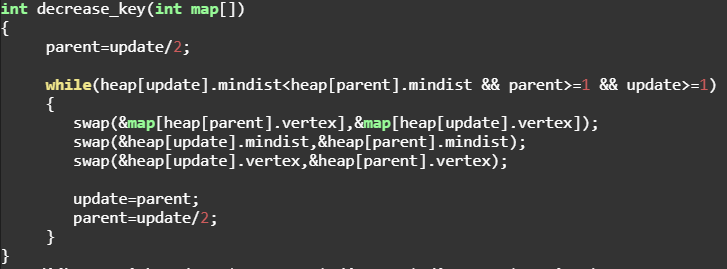 int decrease_key(int map[])
{
parent=update/2;
while(heap[update].mindist<heap[parent].mindist && parent>=1 && update>=1)
{
swap(&map[heap[parent].vertex],&map[heap[update].vertex]);
swap(&heap[update].mindist,&heap[parent].mindist);
swap(&heap[update].vertex,&heap[parent].vertex);
update=parent;
parent=update/2;
}
}